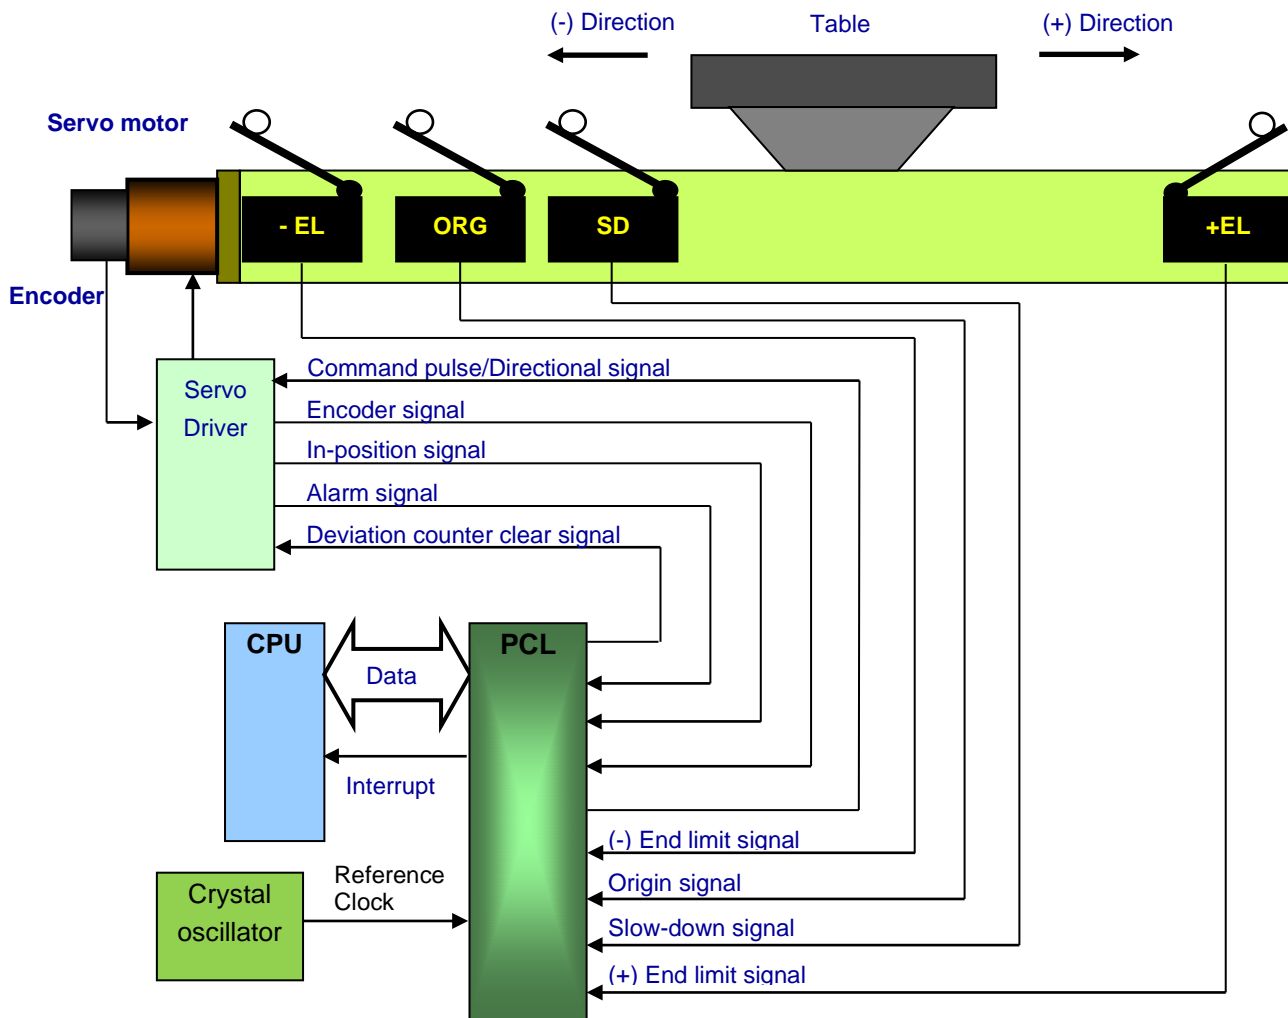 (-) Direction
Table
(+) Direction
Servo motor
- EL
ORG
SD
+EL
Encoder
Servo
Driver
Command pulse/Directional signal
Encoder signal
In-position signal
Alarm signal
Deviation counter clear signal
CPU
Data
PCL
Interrupt
(-) End limit signal
Origin signal
Slow-down signal
(+) End limit signal
Crystal
oscillator
Reference
Clock